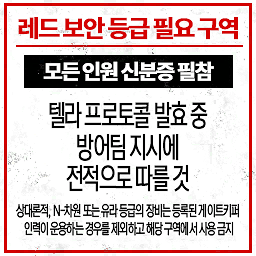 레드 보안 등급 필요 구역
모든 인원 신분증 필참
텔라 프로토콜 발효 중
방어팀 지시에
전적으로 따를 것
상대론적, N-차원 또는 유라 등급의 장비는 등록된 게이트키퍼
인력이 운용하는 경우를 제외하고 해당 구역에서 사용 금지